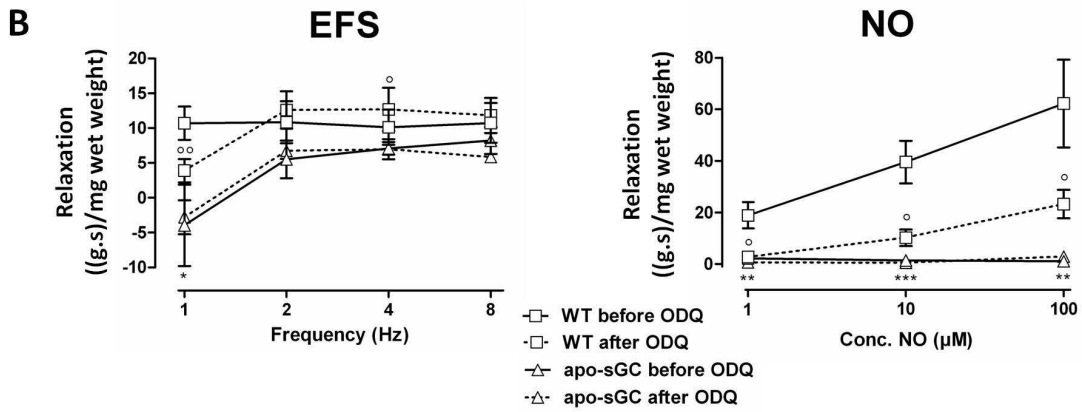 B
EFS
NO
Relaxation
((g.s)/mg wet weight)
20
15
10
5
0
-5
-10
°°
°
*
1
2
4
8
Frequency (Hz)
Relaxation
((g.s)/mg wet weight)
80
60
40
20
0
°
°
°
**
***
**
1
10
100
Conc. NO (µM)
WT before ODQ
WT after ODQ
apo-sGC before ODQ
apo-sGC after ODQ